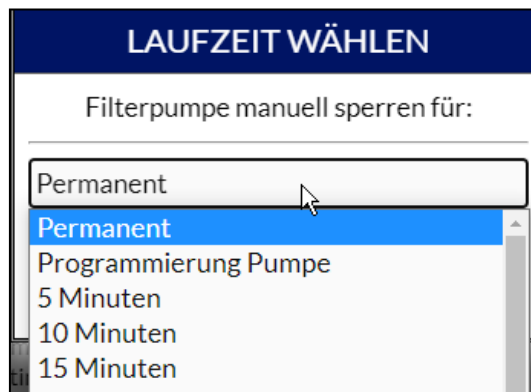 LAUFZEIT WÄHLEN
Filterpumpe manuell sperren für:
Permanent
Permanent
Programmierung Pumpe
5 Minuten
10 Minuten
15 Minuten